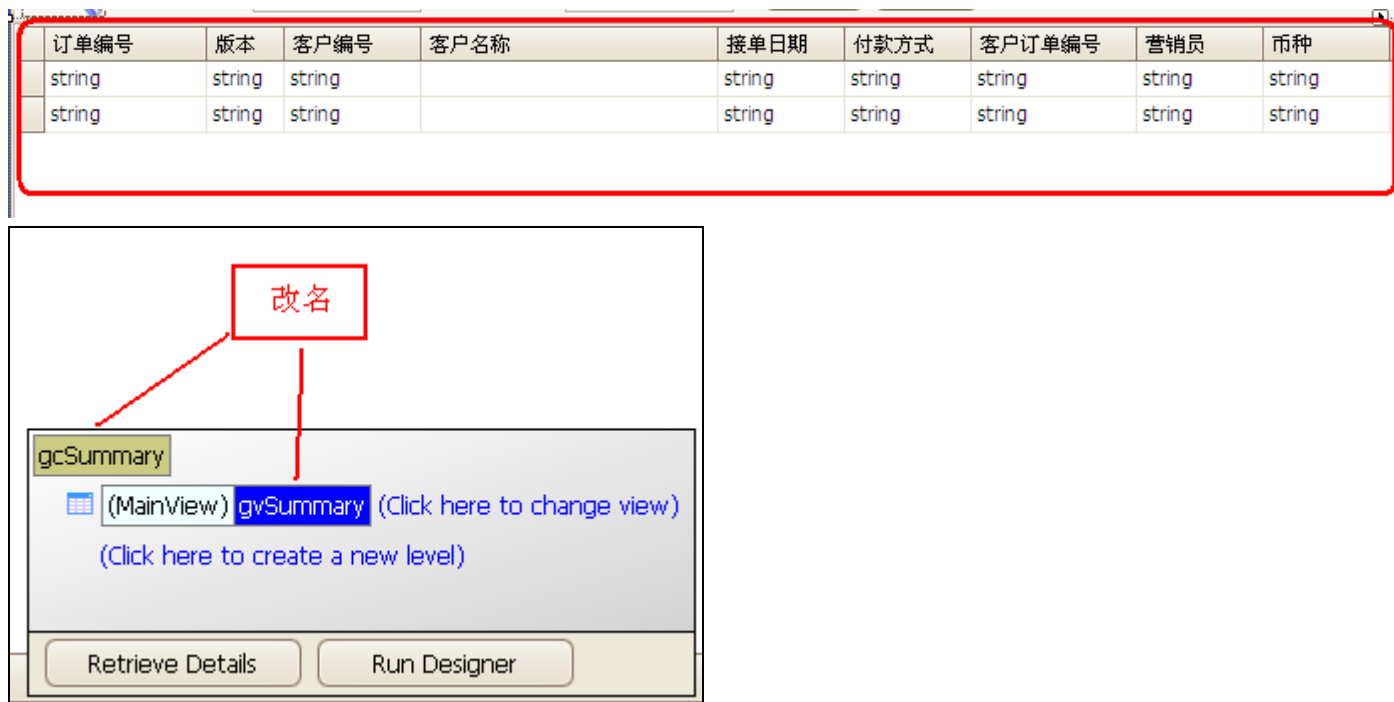 订单编号 版本 客户编号 客户名称 接单日期 付款方式 客户订单编号 营销员 币种
string string string string string string string string
string string string string string string string string
改名
gcSummary
(MainView) gvSummary (Click here to change view)
(Click here to create a new level)
Retrieve Details Run Designer